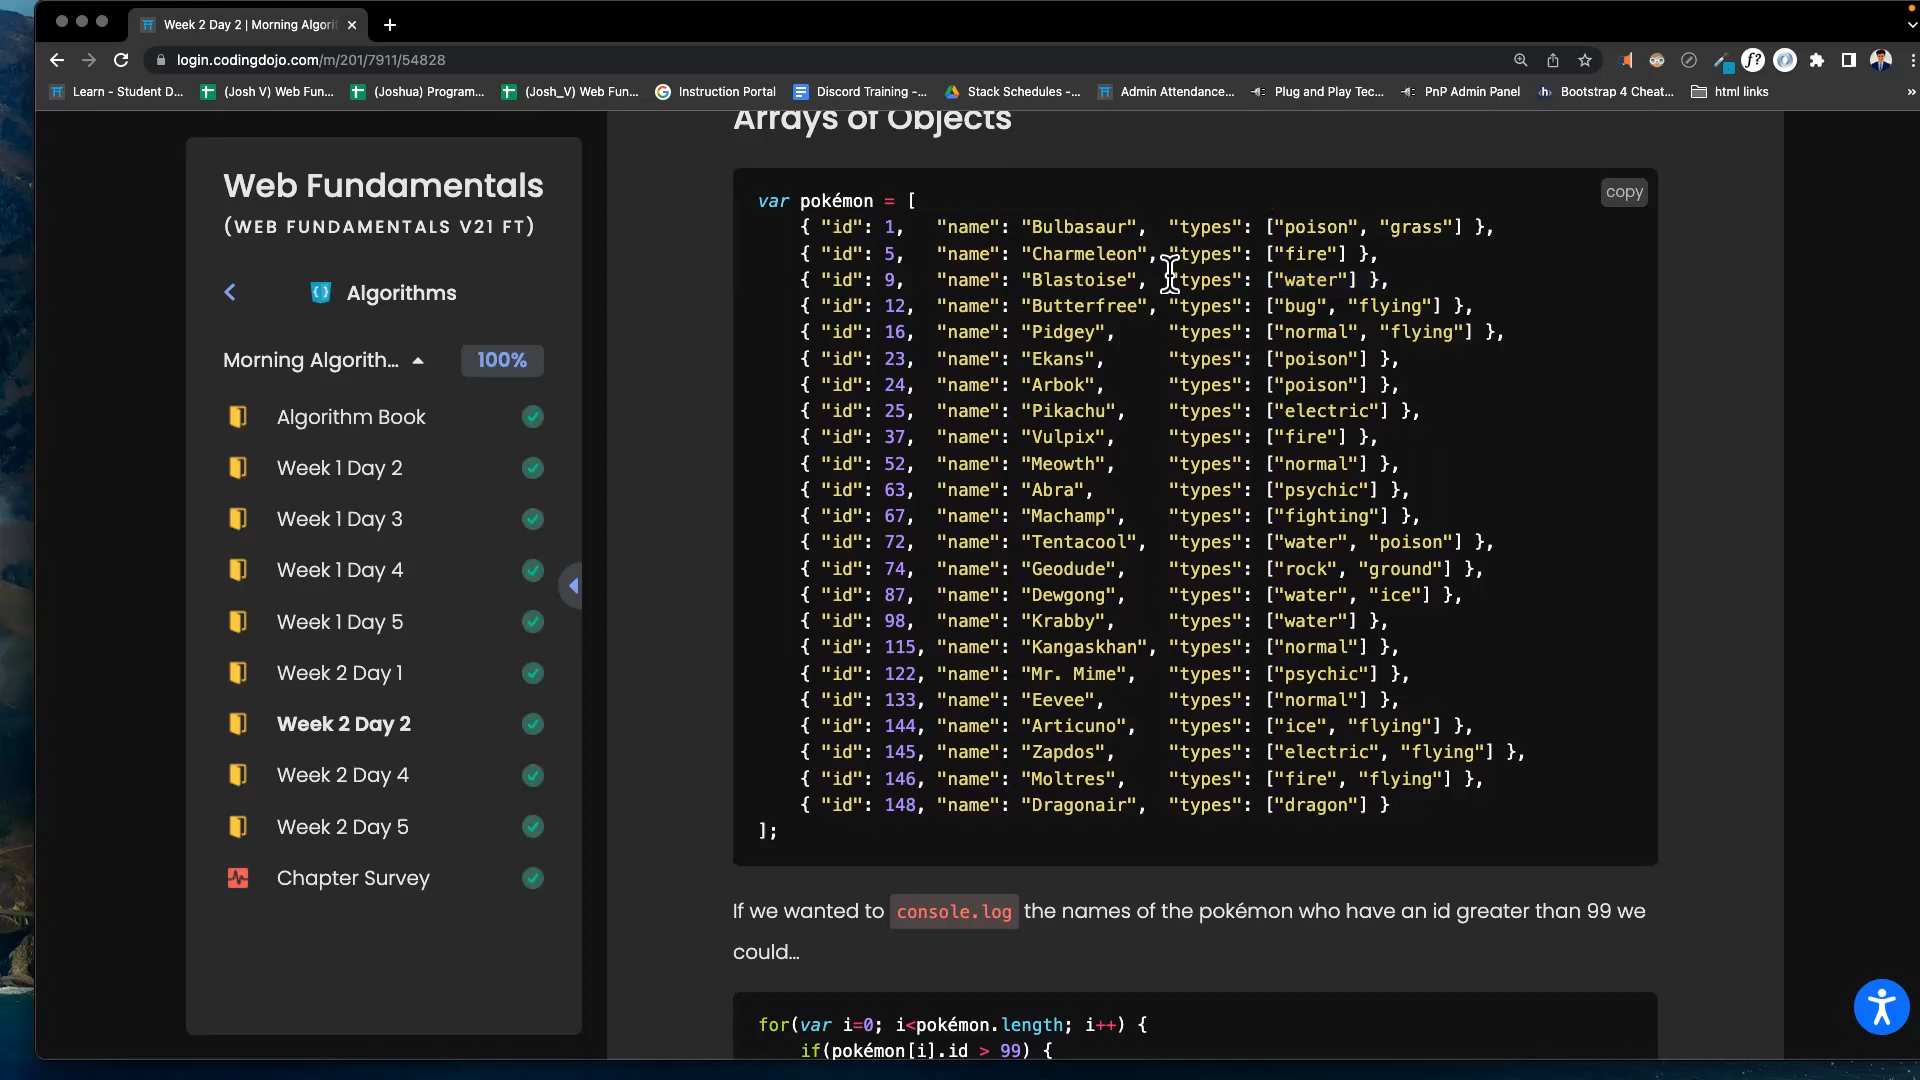 Week 2 Day 2 | Morning Algori
login.codingdojo.com/m/201/7911/54828
Learn - Student D...
(Josh V) Web Fun...
(Joshua) Program...
(Josh_V) Web Fun...
Instruction Portal
Discord Training -...
Stack Schedules -...
Admin Attendance...
Plug and Play Tec...
PnP Admin Panel
Bootstrap 4 Cheat...
html links
Web Fundamentals
(WEB FUNDAMENTALS V21 FT)
Algorithms
Morning Algorith... 100%
Algorithm Book
Week 1 Day 2
Week 1 Day 3
Week 1 Day 4
Week 1 Day 5
Week 2 Day 1
Week 2 Day 2
Week 2 Day 4
Week 2 Day 5
Chapter Survey
Arrays of Objects
copy
var pokémon = [
{ "id": 1, "name": "Bulbasaur", "types": ["poison", "grass"] },
{ "id": 5, "name": "Charmeleon", "types": ["fire"] },
{ "id": 9, "name": "Blastoise", "types": ["water"] },
{ "id": 12, "name": "Butterfree", "types": ["bug", "flying"] },
{ "id": 16, "name": "Pidgey", "types": ["normal", "flying"] },
{ "id": 23, "name": "Ekans", "types": ["poison"] },
{ "id": 24, "name": "Arbok", "types": ["poison"] },
{ "id": 25, "name": "Pikachu", "types": ["electric"] },
{ "id": 37, "name": "Vulpix", "types": ["fire"] },
{ "id": 52, "name": "Meowth", "types": ["normal"] },
{ "id": 63, "name": "Abra", "types": ["psychic"] },
{ "id": 67, "name": "Machamp", "types": ["fighting"] },
{ "id": 72, "name": "Tentacool", "types": ["water", "poison"] },
{ "id": 74, "name": "Geodude", "types": ["rock", "ground"] },
{ "id": 87, "name": "Dewgong", "types": ["water", "ice"] },
{ "id": 98, "name": "Krabby", "types": ["water"] },
{ "id": 115, "name": "Kangaskhan", "types": ["normal"] },
{ "id": 122, "name": "Mr. Mime", "types": ["psychic"] },
{ "id": 133, "name": "Eevee", "types": ["normal"] },
{ "id": 144, "name": "Articuno", "types": ["ice", "flying"] },
{ "id": 145, "name": "Zapdos", "types": ["electric", "flying"] },
{ "id": 146, "name": "Moltres", "types": ["fire", "flying"] },
{ "id": 148, "name": "Dragonair", "types": ["dragon"] }
];
If we wanted to console.log the names of the pokémon who have an id greater than 99 we
could...
for(var i=0; i<pokémon.length; i++) {
if(pokémon[i].id > 99) {